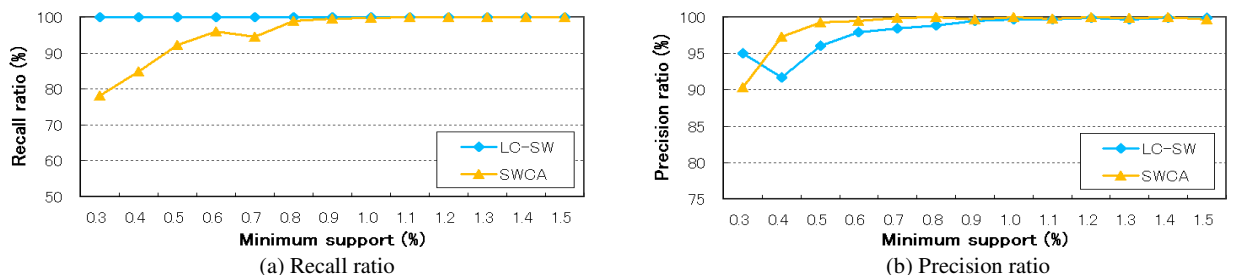 Recall ratio (%)
100
90
80
70
60
50
LC-SW
SWCA
0.3 0.4 0.5 0.6 0.7 0.8 0.9 1.0 1.1 1.2 1.3 1.4 1.5
Minimum support (%)
(a) Recall ratio
Precision ratio (%)
100
95
90
85
80
75
LC-SW
SWCA
0.3 0.4 0.5 0.6 0.7 0.8 0.9 1.0 1.1 1.2 1.3 1.4 1.5
Minimum support (%)
(b) Precision ratio